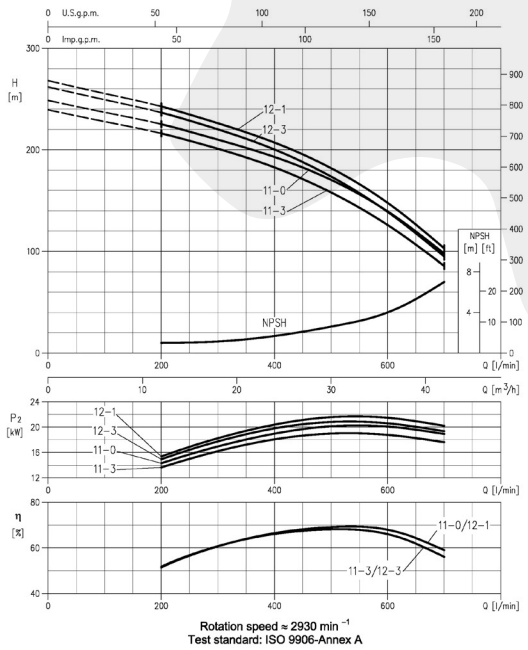 0 U.S.g.p.m. 50 100 150 200
0 Imp.g.p.m. 50 100 150
300
H
[m]
200
100
0
900
800
700
600
500
400
300
200
100
0
12-1
12-3
11-0
11-3
NPSH
[m] [ft]
8
20
4
10
0
NPSH
200 400 600 Q [l/min]
0 10 20 30 40 Q [m³/h]
24
P2
[kW]
20
16
12
12-1
12-3
11-0
11-3
200 400 600 Q [l/min]
80
η
[%]
60
40
11-0/12-1
11-3/12-3
0 200 400 600 Q [l/min]
Rotation speed ≈ 2930 min ⁻¹
Test standard: ISO 9906-Annex A